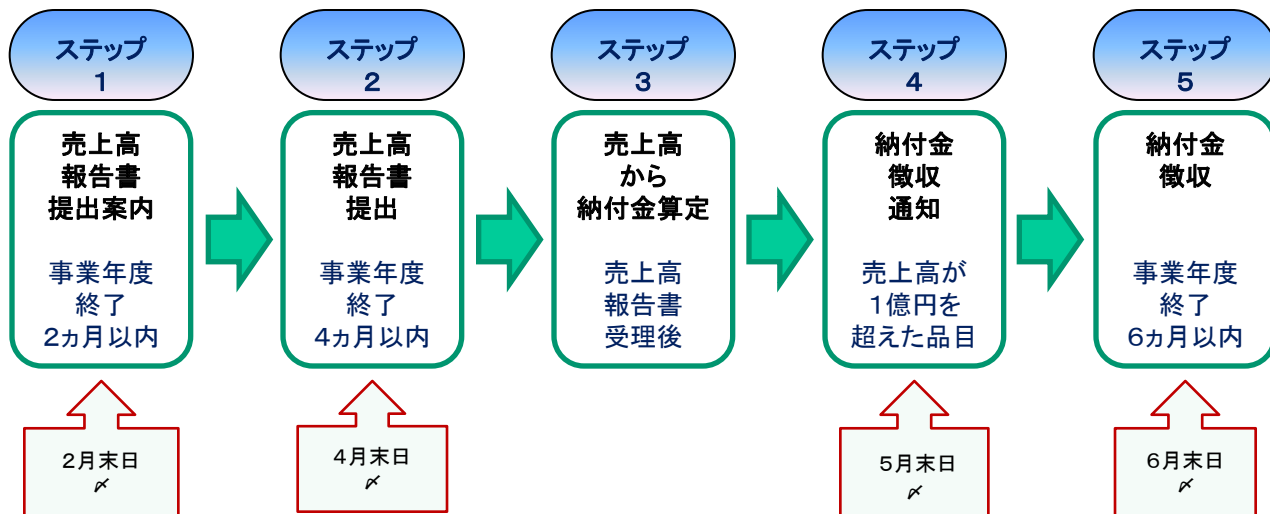 ステップ
1
売上高
報告書
提出案内
事業年度
終了
2ヵ月以内
2月末日
〆
ステップ
2
売上高
報告書
提出
事業年度
終了
4ヵ月以内
4月末日
〆
ステップ
3
売上高
から
納付金算定
売上高
報告書
受理後
ステップ
4
納付金
徴収
通知
売上高が
1億円を
超えた品目
5月末日
〆
ステップ
5
納付金
徴収
事業年度
終了
6ヵ月以内
6月末日
〆